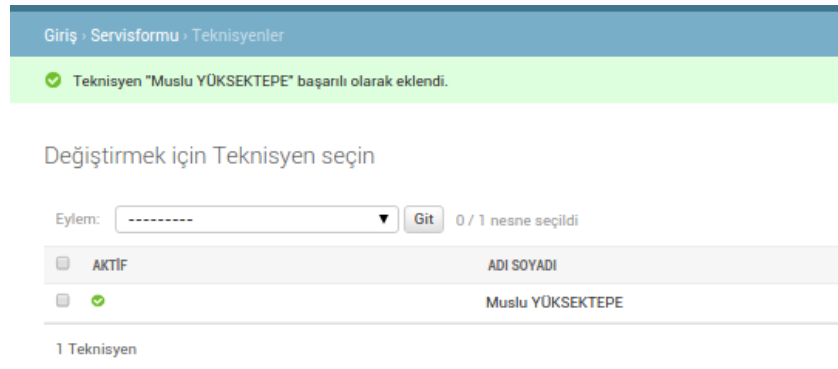 Giriş › Servisformu › Teknisyenler
Teknisyen "Muslu YÜKSEKTEPE" başarılı olarak eklendi.
Değiştirmek için Teknisyen seçin
Eylem: --------- Git 0 / 1 nesne seçildi
AKTİF ADI SOYADI
Muslu YÜKSEKTEPE
1 Teknisyen